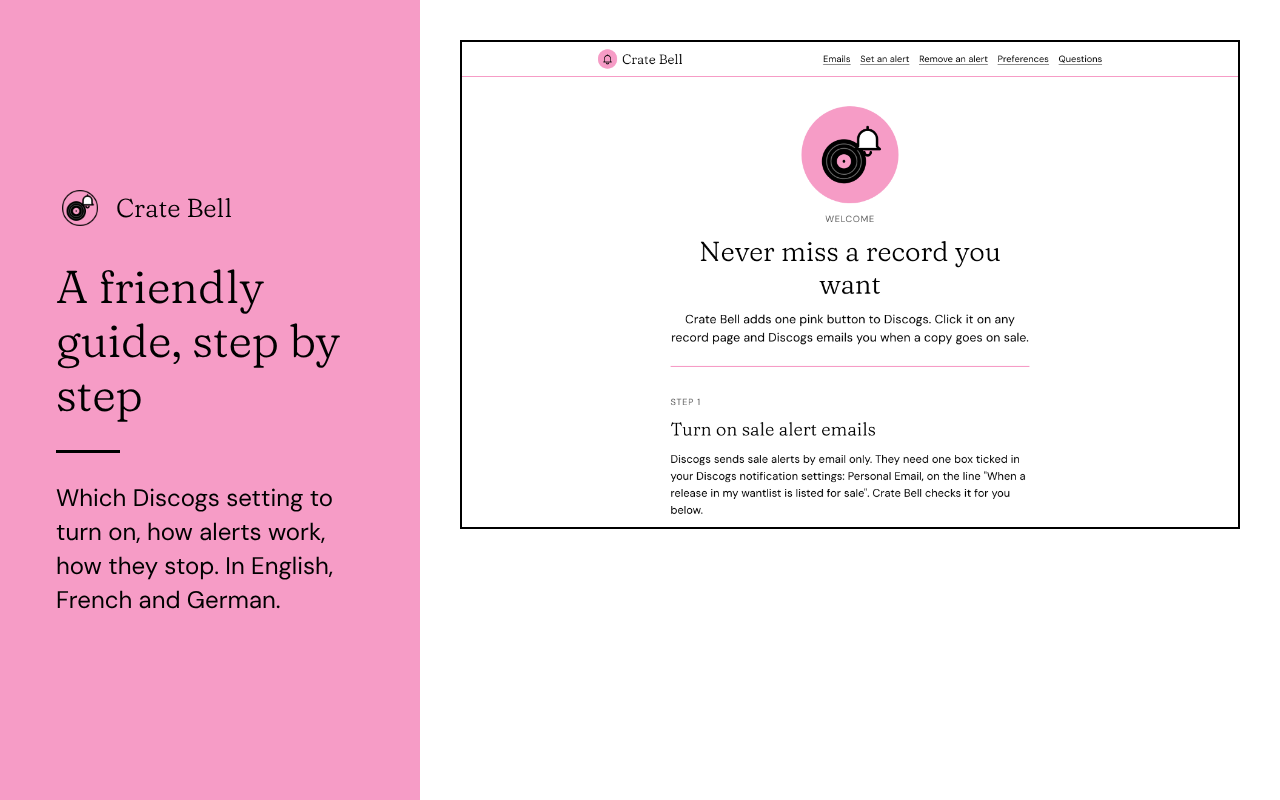 Crate Bell
A friendly
guide, step by
step
Which Discogs setting to
turn on, how alerts work,
how they stop. In English,
French and German.
Crate Bell
Emails Set an alert Remove an alert Preferences Questions
WELCOME
Never miss a record you
want
Crate Bell adds one pink button to Discogs. Click it on any
record page and Discogs emails you when a copy goes on sale.
STEP 1
Turn on sale alert emails
Discogs sends sale alerts by email only. They need one box ticked in
your Discogs notification settings: Personal Email, on the line "When a
release in my wantlist is listed for sale". Crate Bell checks it for you
below.